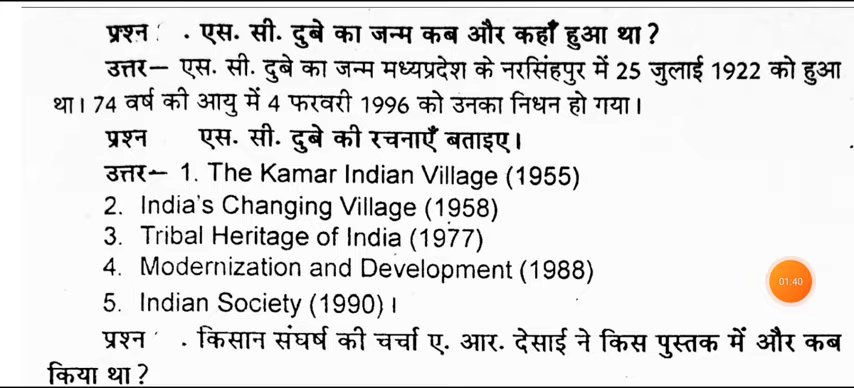 प्रश्न . एस. सी. दुबे का जन्म कब और कहाँ हुआ था ?
उत्तर– एस. सी. दुबे का जन्म मध्यप्रदेश के नरसिंहपुर में 25 जुलाई 1922 को हुआ
था। 74 वर्ष की आयु में 4 फरवरी 1996 को उनका निधन हो गया।
प्रश्न एस. सी. दुबे की रचनाएँ बताइए।
उत्तर– 1. The Kamar Indian Village (1955)
2. India's Changing Village (1958)
3. Tribal Heritage of India (1977)
4. Modernization and Development (1988)
01:40
5. Indian Society (1990) ।
प्रश्न . किसान संघर्ष की चर्चा ए. आर. देसाई ने किस पुस्तक में और कब
किया था ?